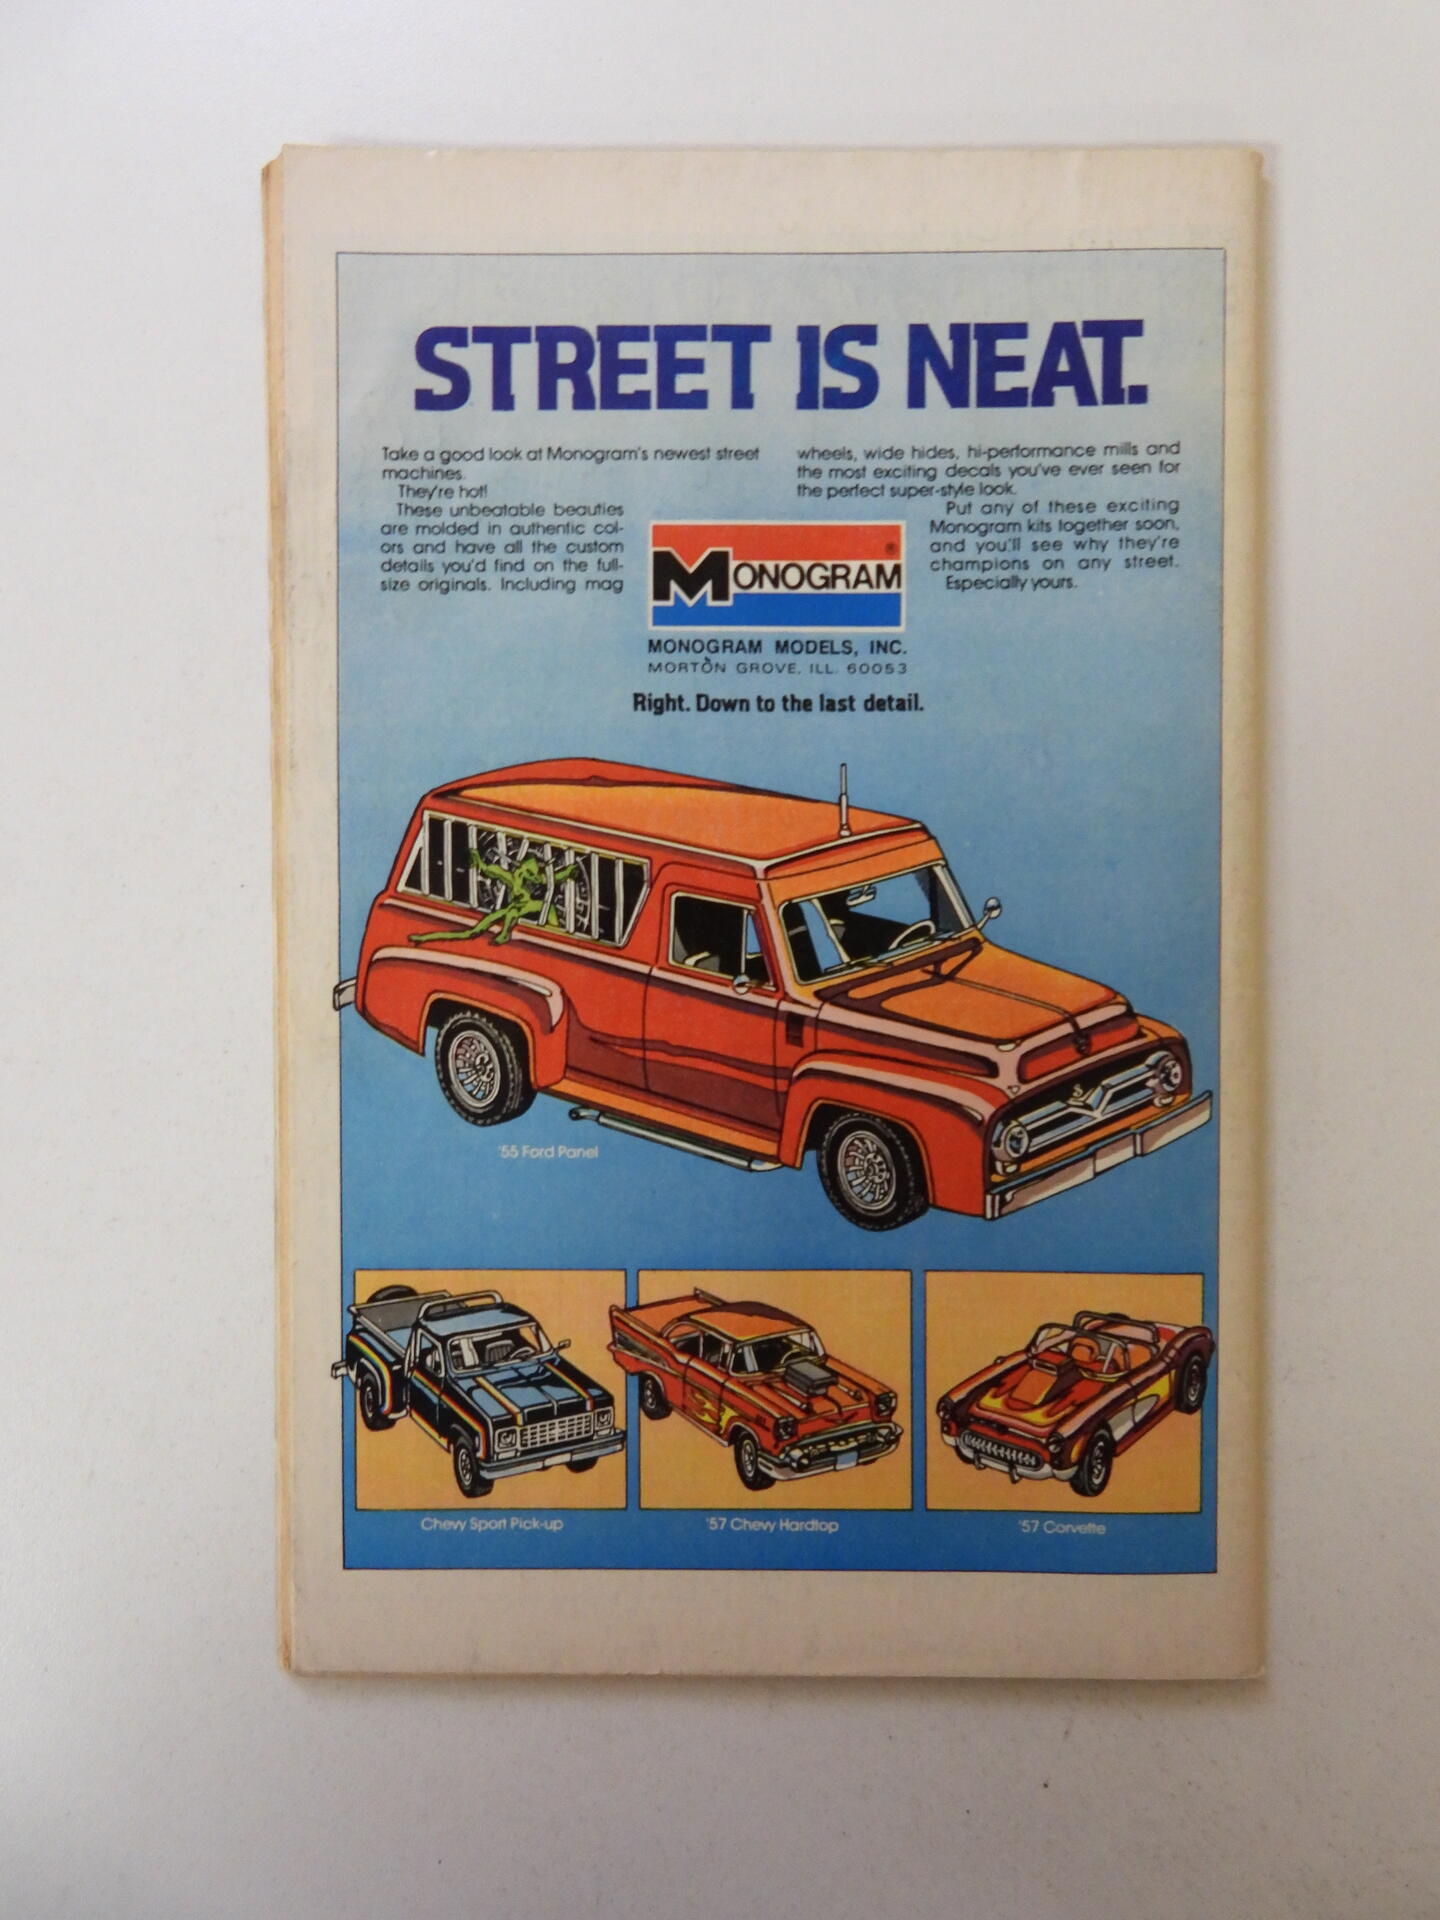 STREET IS NEAT.
Take a good look at Monogram's newest street
machines.
They're hot!
These unbeatable beauties
are molded in authentic col-
ors and have all the custom
details you'd find on the full-
size originals. Including mag
wheels, wide hides, hi-performance mills and
the most exciting decals you've ever seen for
the perfect super-style look.
Put any of these exciting
Monogram kits together soon,
and you'll see why they're
champions on any street.
Especially yours.
MONOGRAM
®
MONOGRAM MODELS, INC.
MORTON GROVE, ILL. 60053
Right. Down to the last detail.
'55 Ford Panel
Chevy Sport Pick-up
'57 Chevy Hardtop
'57 Corvette